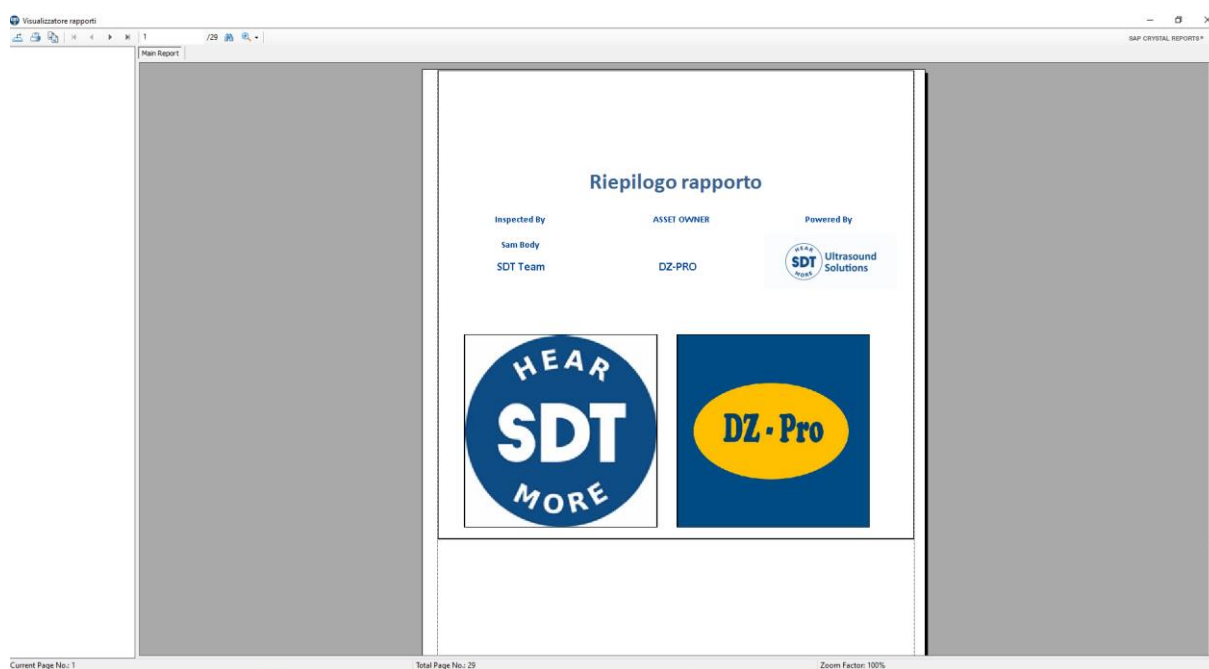 Visualizzatore rapporti
1 /29
SAP CRYSTAL REPORTS®
Main Report
Riepilogo rapporto
Inspected By ASSET OWNER Powered By
Sam Body
SDT Team DZ-PRO
HEAR SDT MORE Ultrasound Solutions
HEAR
SDT
MORE
DZ - Pro
Current Page No.: 1 Total Page No.: 29 Zoom Factor: 100%